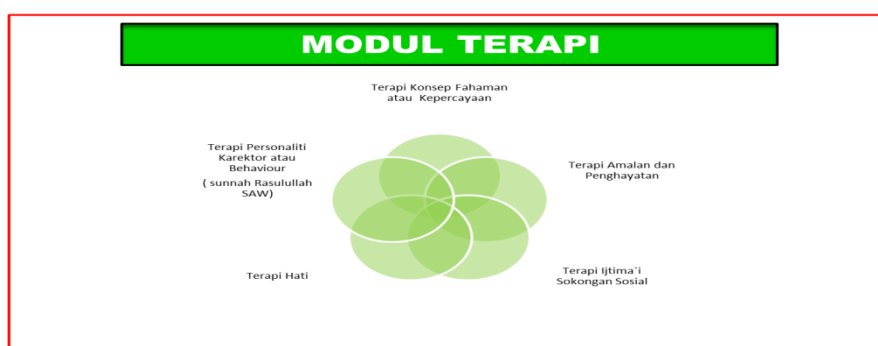 MODUL TERAPI
Terapi Konsep Fahaman
atau Kepercayaan
Terapi Amalan dan
Penghayatan
Terapi Ijtima`i
Sokongan Sosial
Terapi Hati
Terapi Personaliti
Karektor atau
Behaviour
( sunnah Rasulullah
SAW)